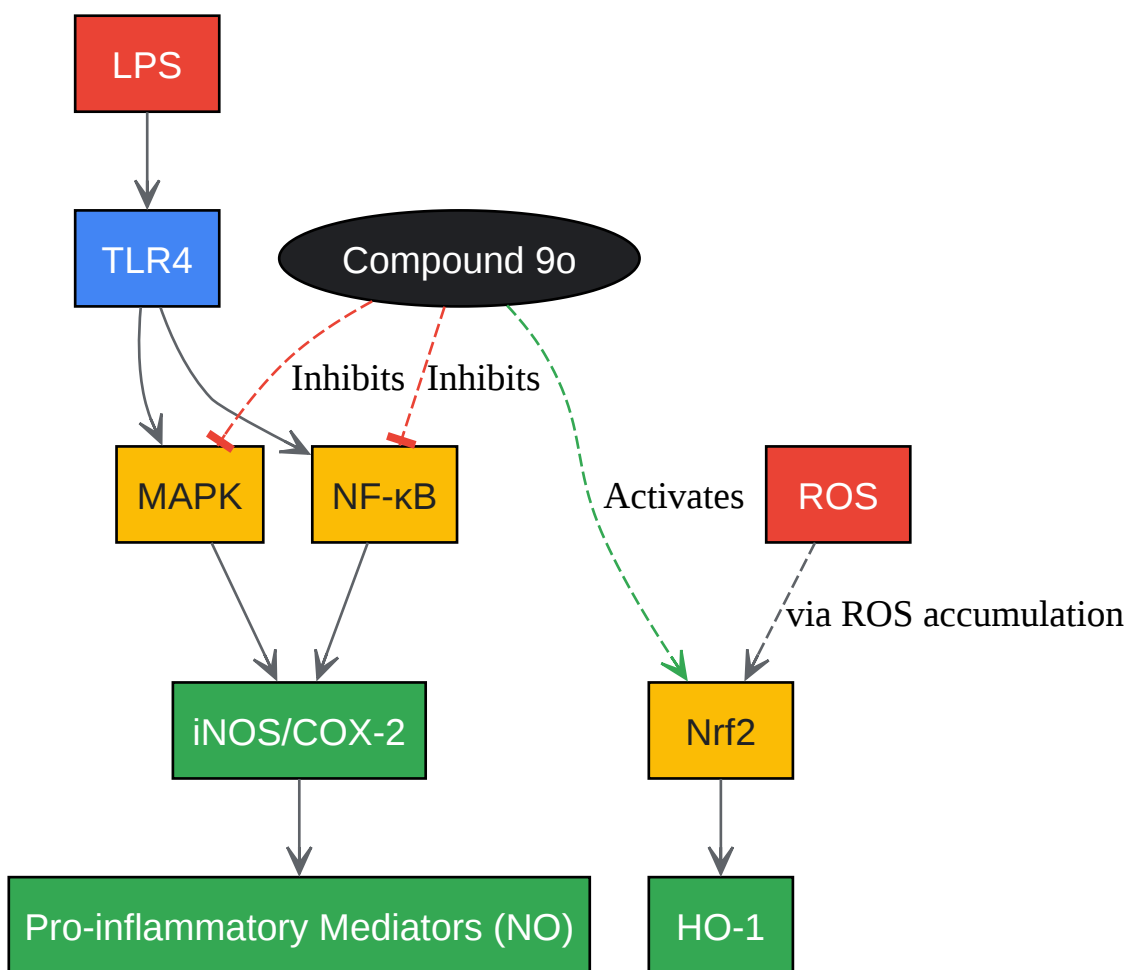 LPS
TLR4
Compound 9o
Inhibits
Inhibits
MAPK
NF-κB
Activates
ROS
via ROS accumulation
iNOS/COX-2
Nrf2
Pro-inflammatory Mediators (NO)
HO-1